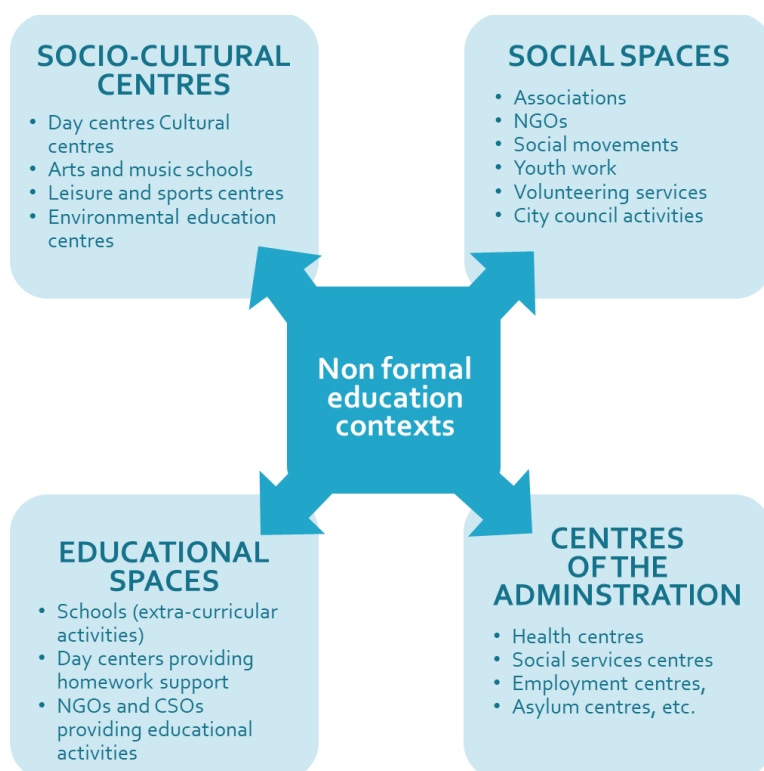 SOCIO-CULTURAL
CENTRES
• Day centres Cultural
centres
• Arts and music schools
• Leisure and sports centres
• Environmental education
centres
SOCIAL SPACES
• Associations
• NGOs
• Social movements
• Youth work
• Volunteering services
• City council activities
Non formal
education
contexts
EDUCATIONAL
SPACES
• Schools (extra-curricular
activities)
• Day centers providing
homework support
• NGOs and CSOs
providing educational
activities
CENTRES
OF THE
ADMINSTRATION
• Health centres
• Social services centres
• Employment centres,
• Asylum centres, etc.